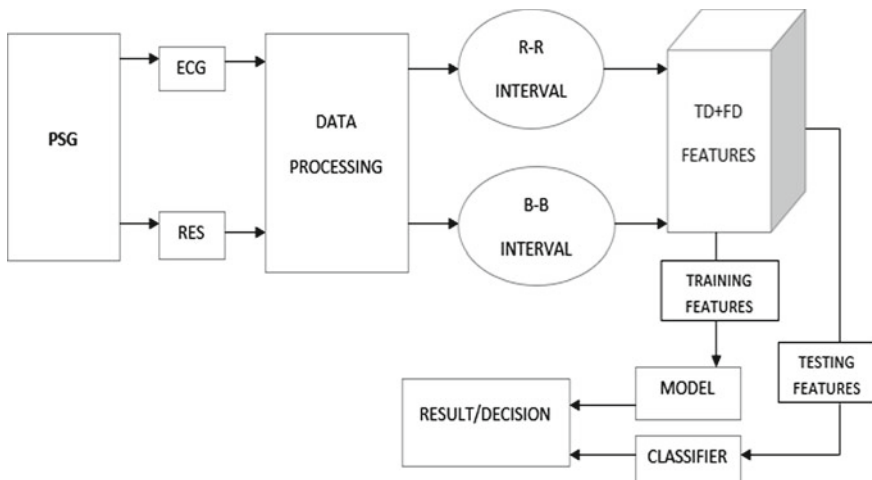 PSG
ECG
RES
DATA
PROCESSING
R-R
INTERVAL
B-B
INTERVAL
TD+FD
FEATURES
TRAINING
FEATURES
TESTING
FEATURES
MODEL
CLASSIFIER
RESULT/DECISION